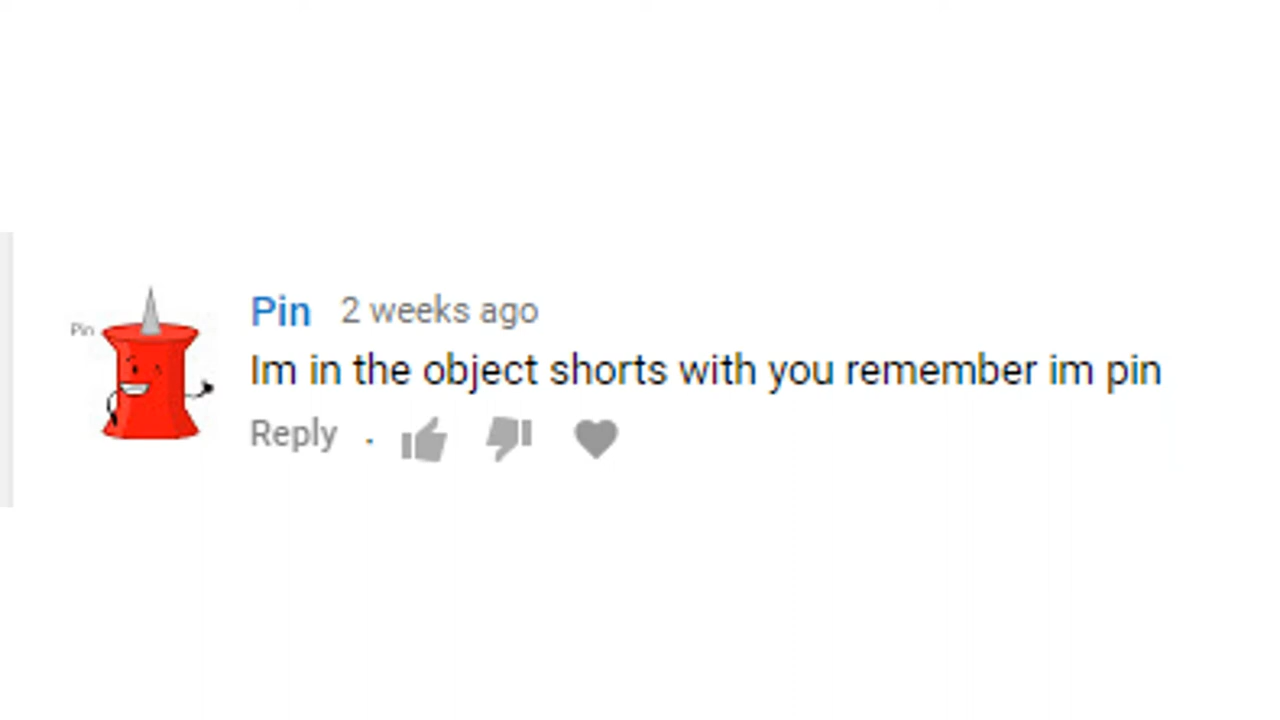 Pin
Pin 2 weeks ago
Im in the object shorts with you remember im pin
Reply .